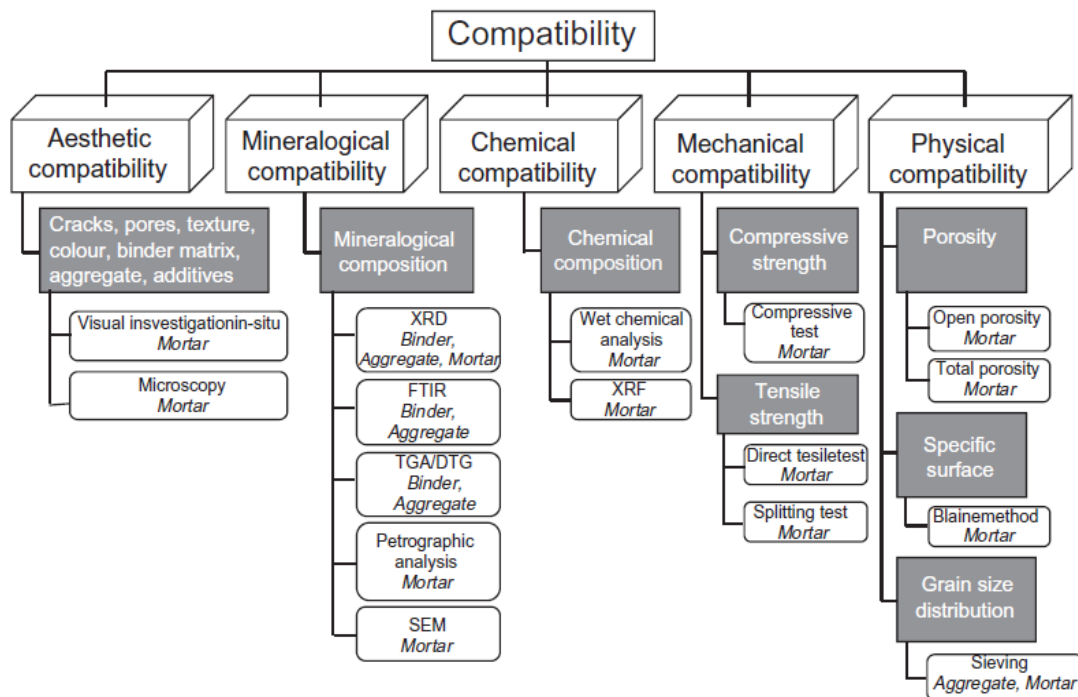 Compatibility
Aesthetic
compatibility
Mineralogical
compatibility
Chemical
compatibility
Mechanical
compatibility
Physical
compatibility
Cracks, pores, texture,
colour, binder matrix,
aggregate, additives
Visual insvestigationin-situ
Mortar
Microscopy
Mortar
Mineralogical
composition
XRD
Binder,
Aggregate, Mortar
FTIR
Binder,
Aggregate
TGA/DTG
Binder,
Aggregate
Petrographic
analysis
Mortar
SEM
Mortar
Chemical
composition
Wet chemical
analysis
Mortar
XRF
Mortar
Compressive
strength
Compressive
test
Mortar
Tensile
strength
Direct tesiletest
Mortar
Splitting test
Mortar
Porosity
Open porosity
Mortar
Total porosity
Mortar
Specific
surface
Blainemethod
Mortar
Grain size
distribution
Sieving
Aggregate, Mortar